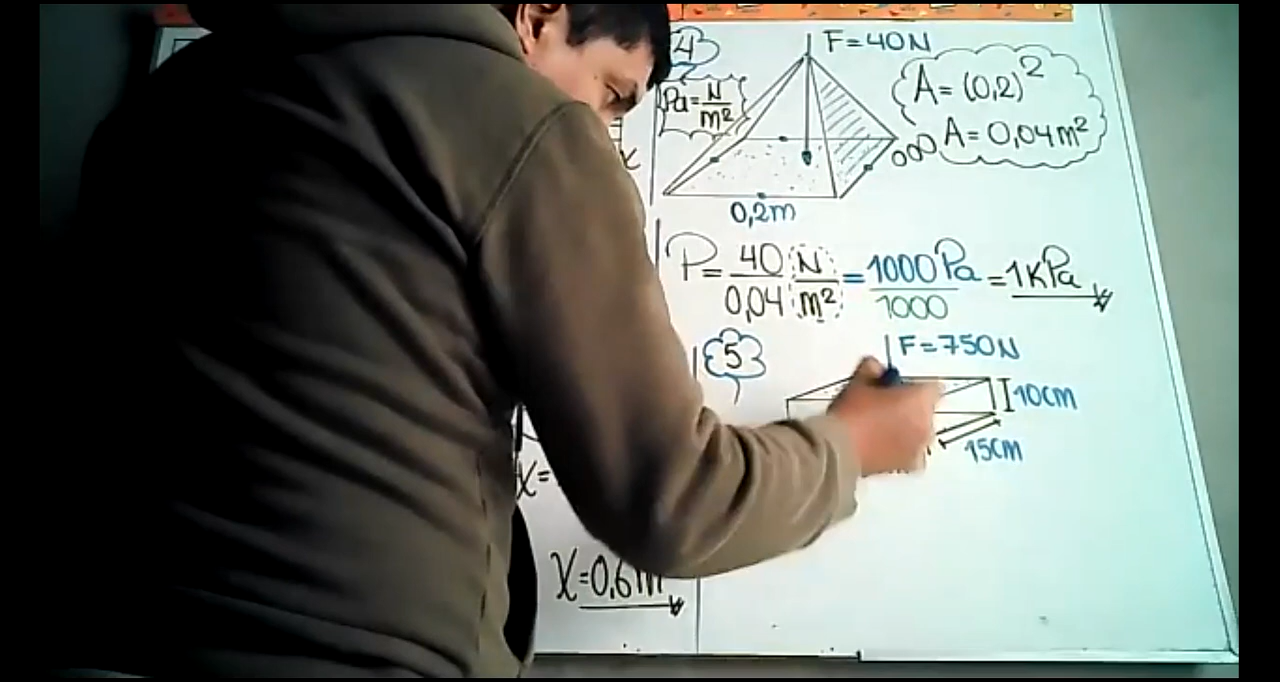 4
F=40N
Pa=N/m²
A=(0,2)²
A=0,04m²
0,2m
P=40/0,04 N/m²=1000Pa/1000=1KPa
5
F=750N
10cm
15cm
X=
X=0,6m